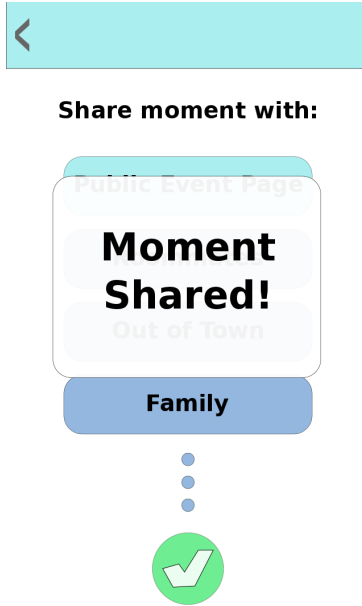 Share moment with:
Public Event Page
Moment
Shared!
Out of Town
Family